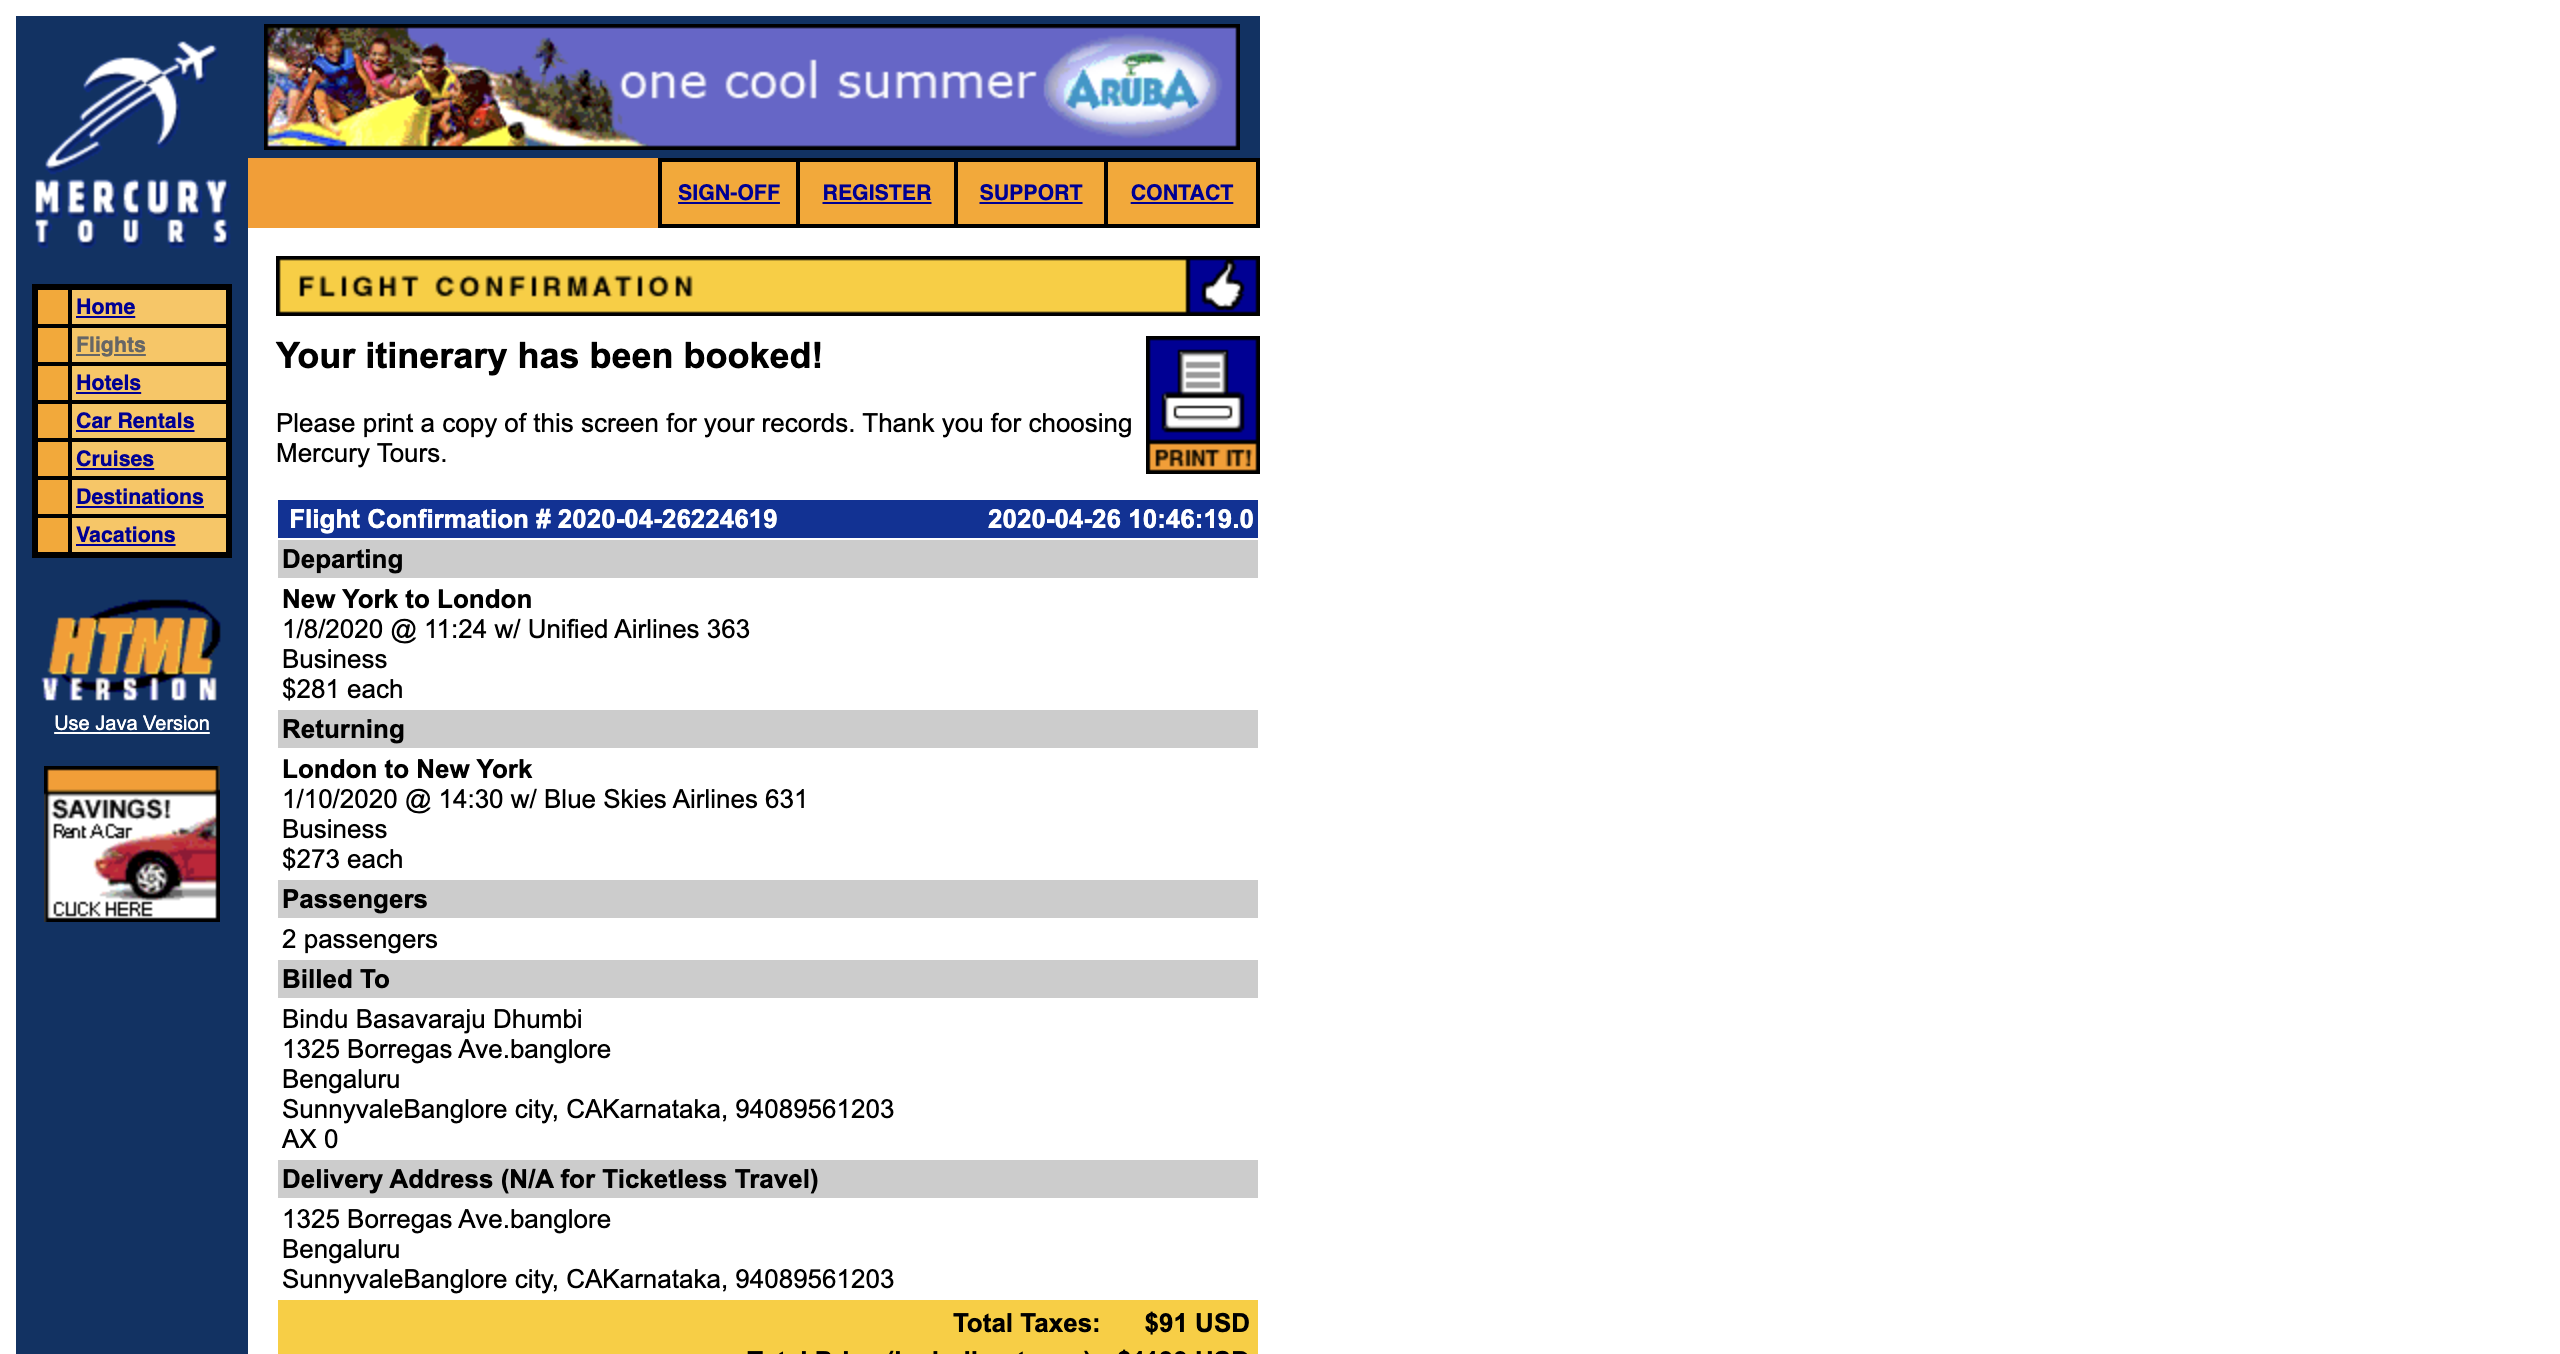 MERCURY
TOURS
one cool summer ARUBA
SIGN-OFF REGISTER SUPPORT CONTACT
Home
Flights
Hotels
Car Rentals
Cruises
Destinations
Vacations
HTML
VERSION
Use Java Version
SAVINGS!
Rent A Car
CLICK HERE
FLIGHT CONFIRMATION
Your itinerary has been booked!
Please print a copy of this screen for your records. Thank you for choosing
Mercury Tours.
PRINT IT!
Flight Confirmation # 2020-04-26224619 2020-04-26 10:46:19.0
Departing
New York to London
1/8/2020 @ 11:24 w/ Unified Airlines 363
Business
$281 each
Returning
London to New York
1/10/2020 @ 14:30 w/ Blue Skies Airlines 631
Business
$273 each
Passengers
2 passengers
Billed To
Bindu Basavaraju Dhumbi
1325 Borregas Ave.banglore
Bengaluru
SunnyvaleBanglore city, CAKarnataka, 94089561203
AX 0
Delivery Address (N/A for Ticketless Travel)
1325 Borregas Ave.banglore
Bengaluru
SunnyvaleBanglore city, CAKarnataka, 94089561203
Total Taxes: $91 USD